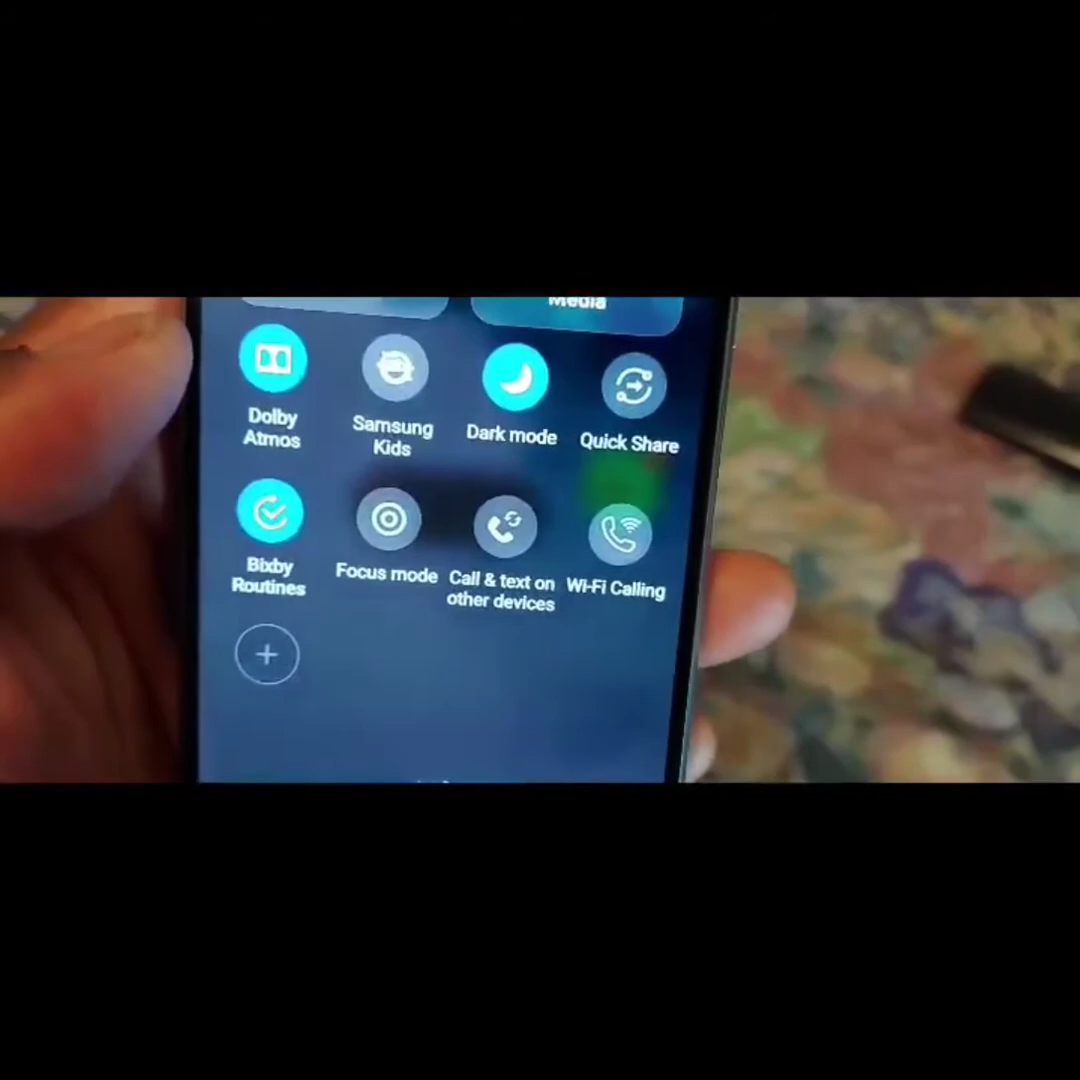 Media
Dolby
Atmos
Samsung
Kids
Dark mode
Quick Share
Bixby
Routines
Focus mode
Call & text on
other devices
Wi-Fi Calling